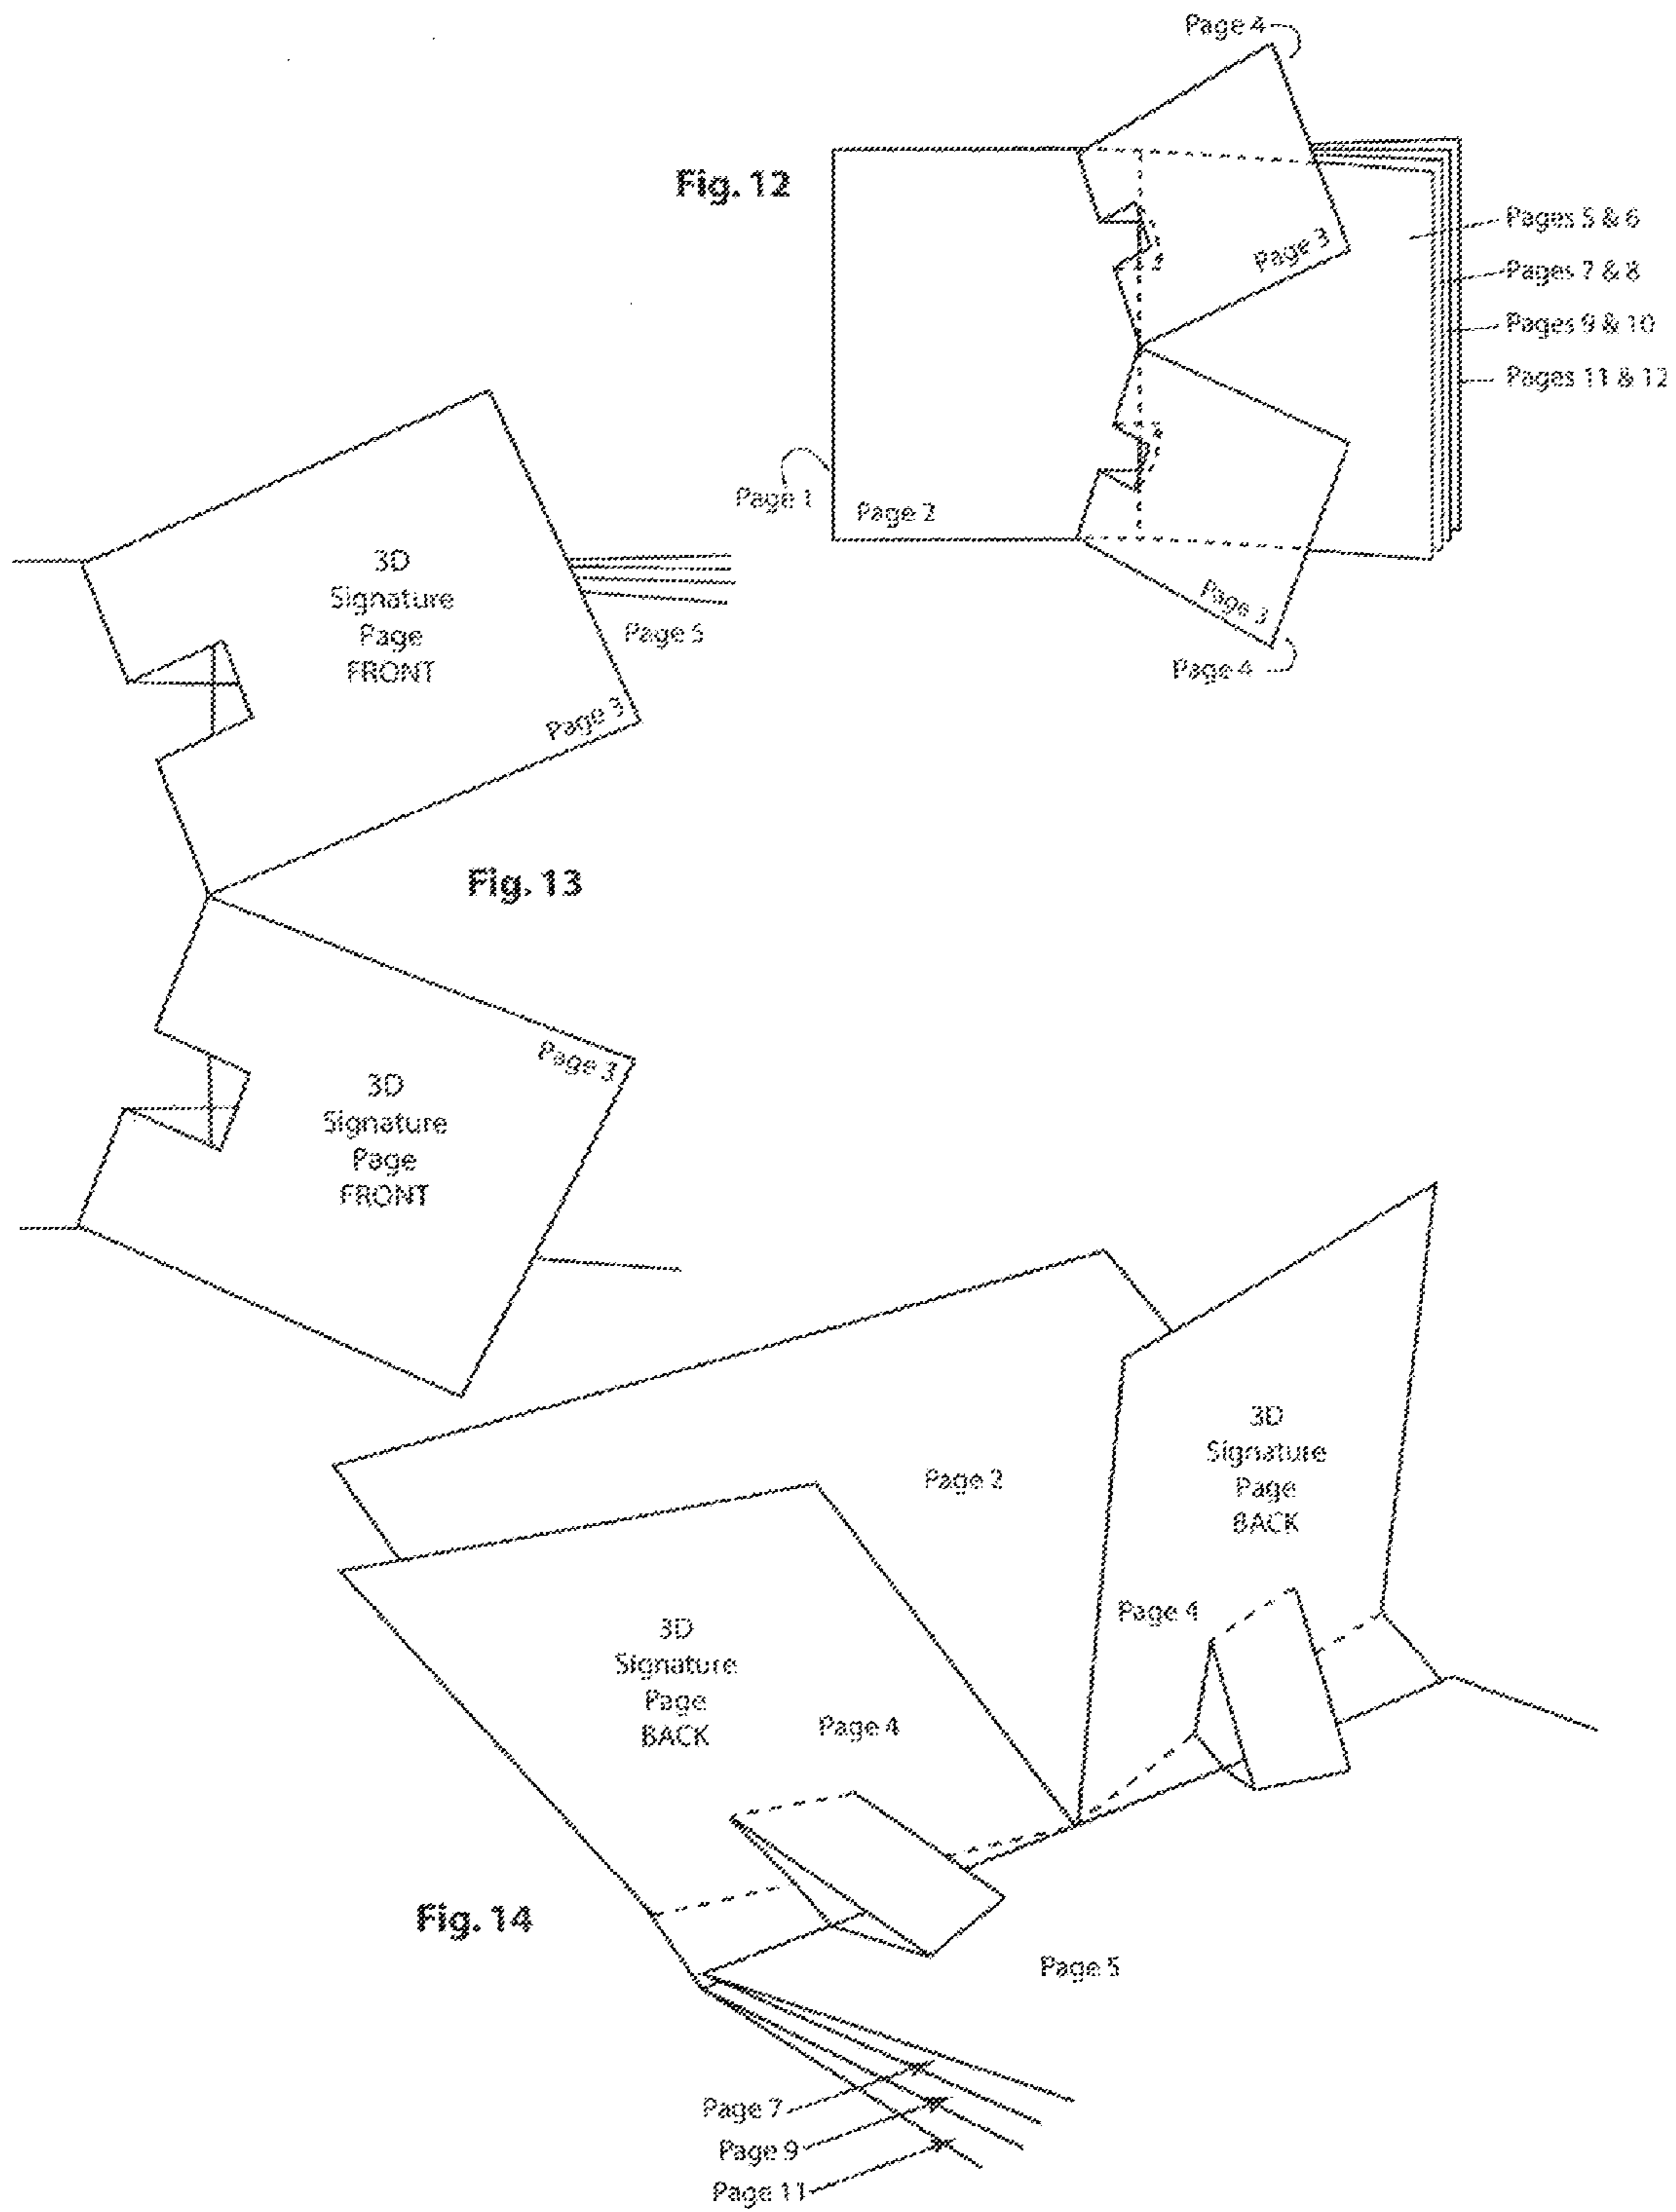 Page 4
Fig. 12
Pages 5 & 6
Page 3
Pages 7 & 8
Pages 9 & 10
Pages 11 & 12
Page 1
Page 2
Page 3
Page 4
3D
Signature
Page
FRONT
Page 5
Page 3
Fig. 13
Page 3
3D
Signature
Page
FRONT
3D
Signature
Page
BACK
Page 2
Page 4
3D
Signature
Page
BACK
Page 4
Fig. 14
Page 5
Page 7
Page 9
Page 11